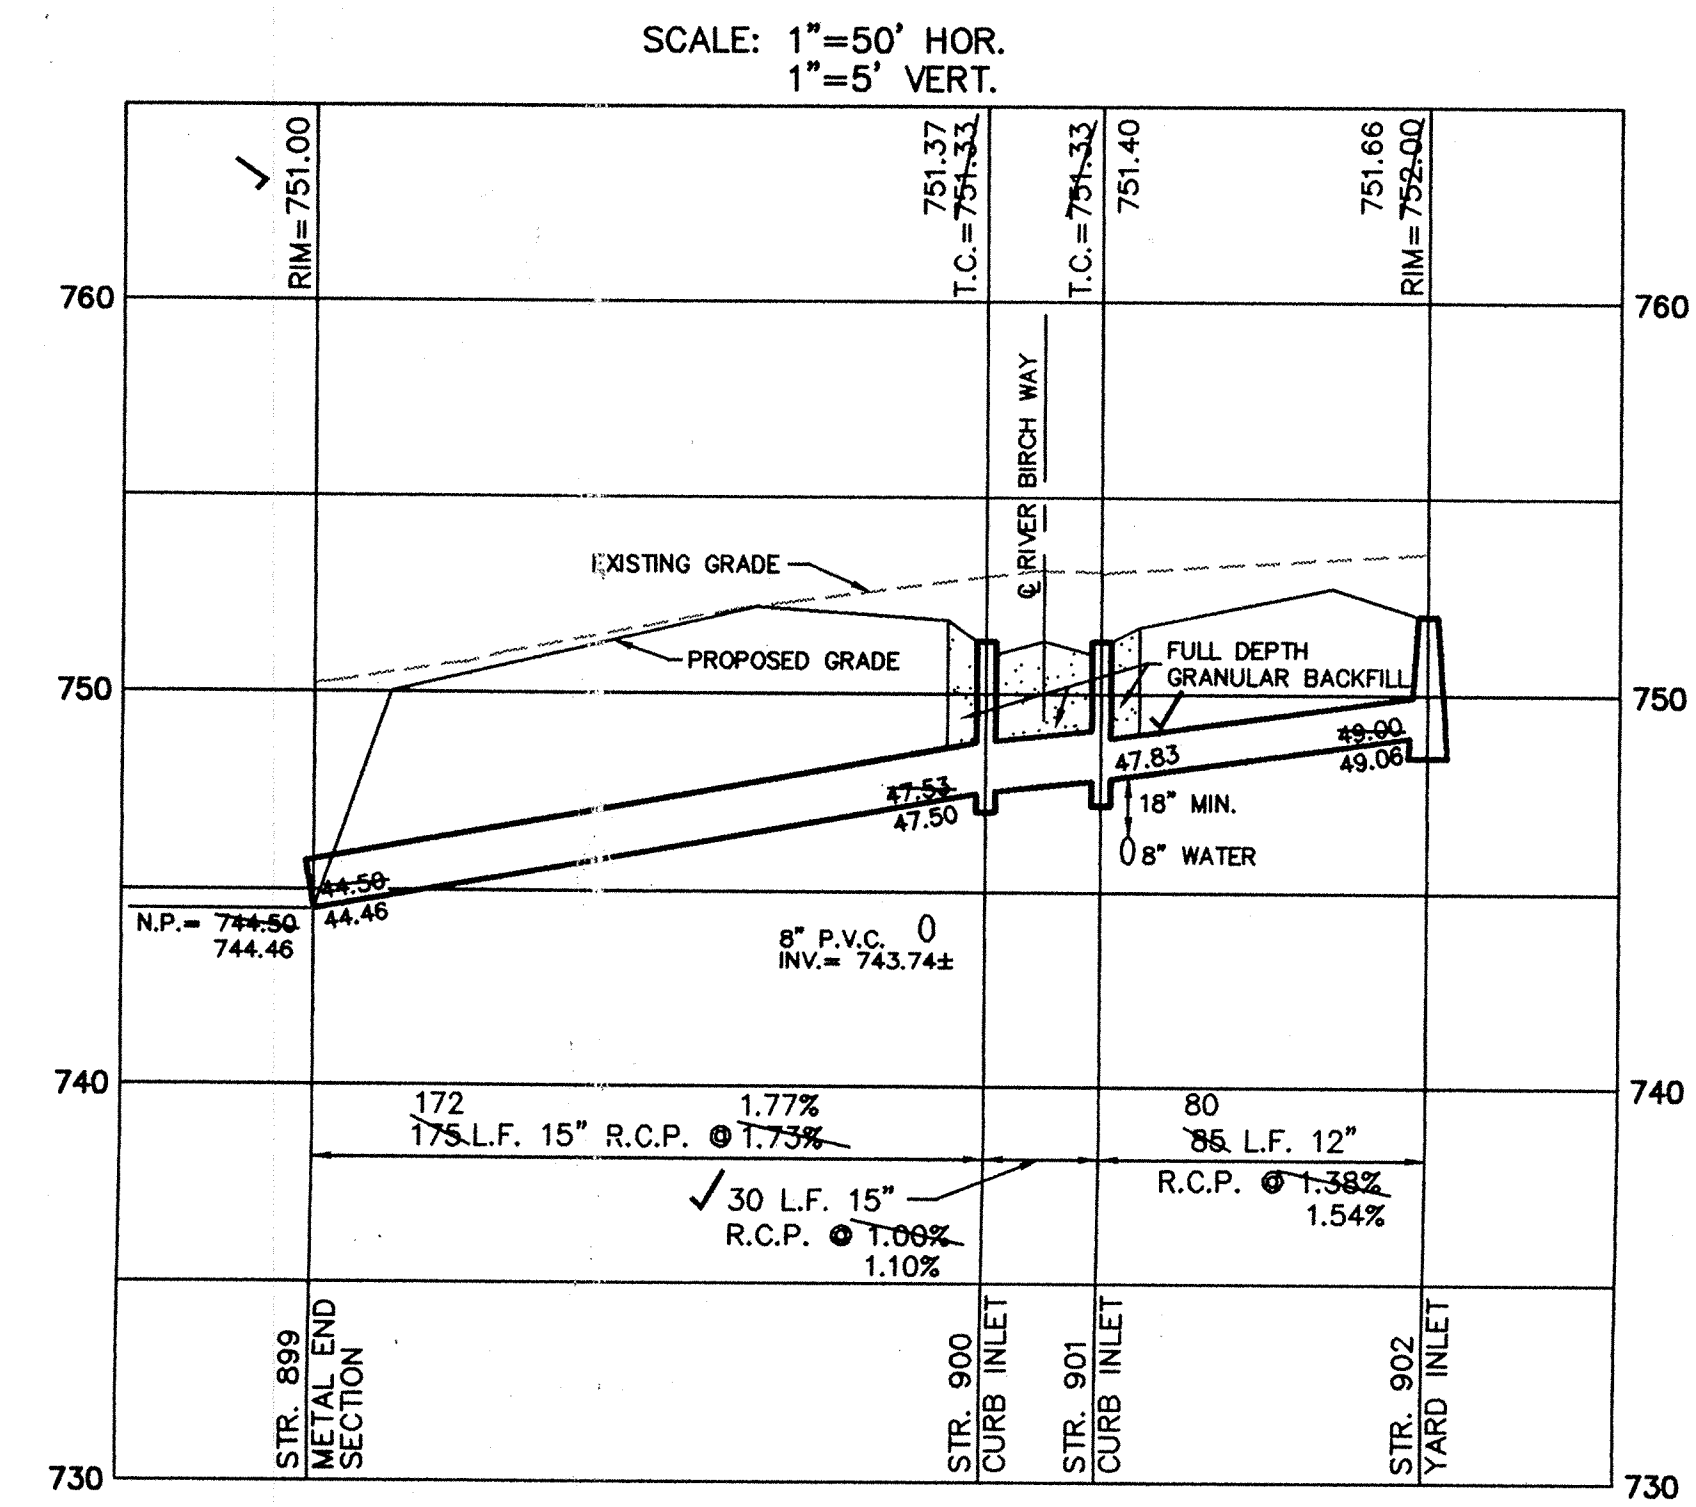 SCALE: 1"=50' HOR.
1"=5' VERT.
RIM=751.00
751.37
T.C.=751.33
T.C.=751.33
751.40
751.66
RIM=752.00
760
760
℄ RIVER BIRCH WAY
EXISTING GRADE
PROPOSED GRADE
FULL DEPTH
GRANULAR BACKFILL
750
750
47.83
49.00
49.06
47.53
47.50
18" MIN.
8" WATER
44.50
44.46
N.P.= 744.50
744.46
8" P.V.C.
INV.= 743.74±
740
740
172
1.77%
175 L.F. 15" R.C.P. @ 1.73%
80
85 L.F. 12"
R.C.P. @ 1.38%
1.54%
30 L.F. 15"
R.C.P. @ 1.00%
1.10%
STR. 899
METAL END
SECTION
STR. 900
CURB INLET
STR. 901
CURB INLET
STR. 902
YARD INLET
730
730